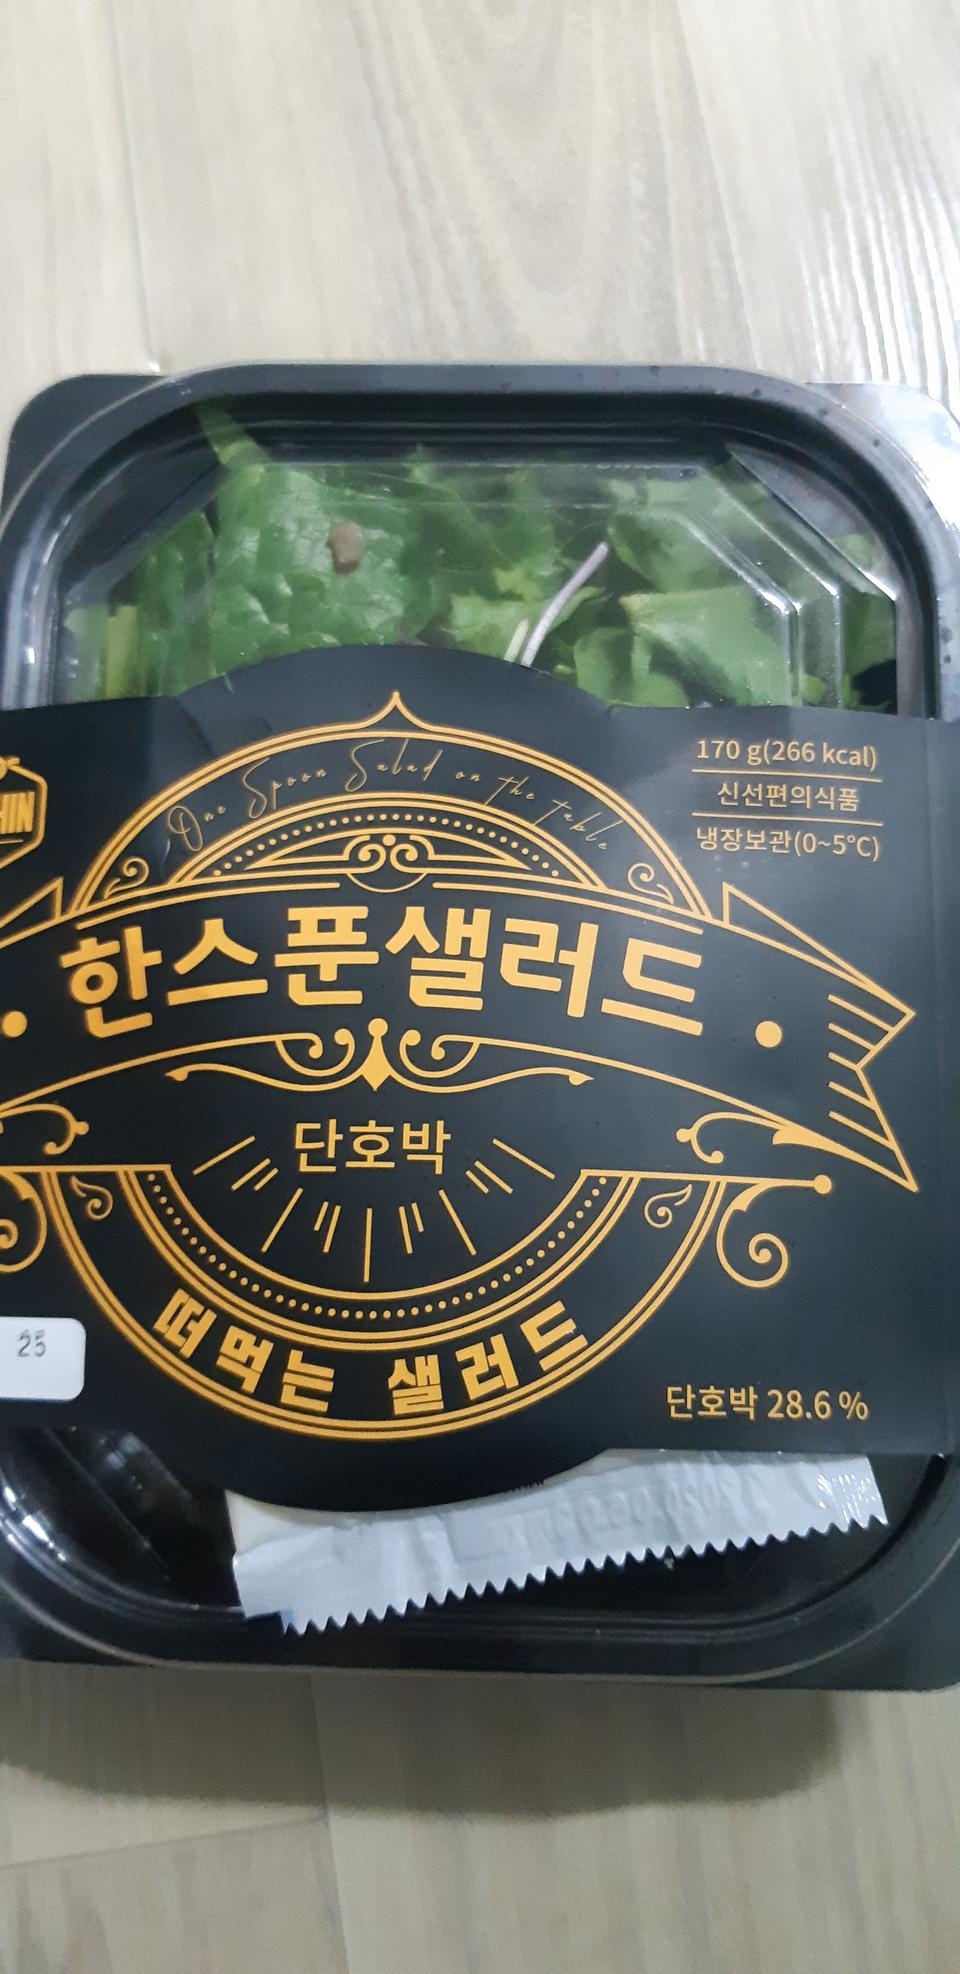 One Spoon Salad on the table
170 g(266 kcal)
신선편의식품
냉장보관(0~5℃)
HIN
한스푼샐러드
단호박
떠먹는 샐러드
25
단호박 28.6 %